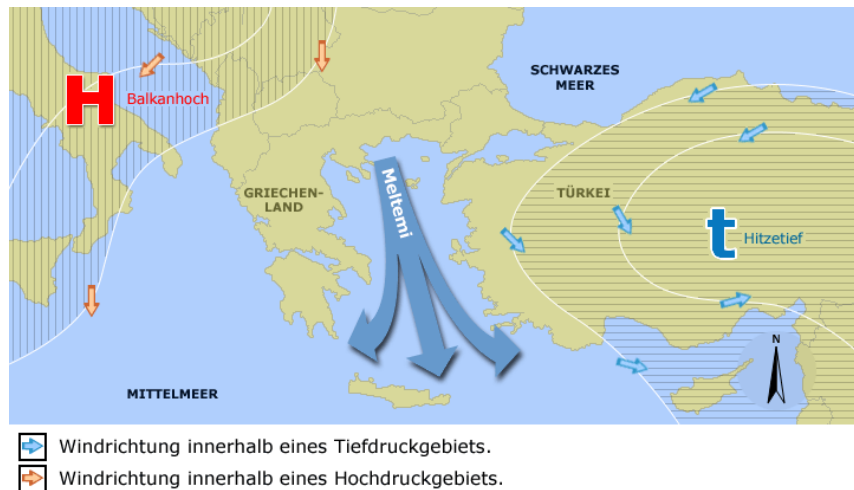 SCHWARZES
MEER
H
Balkanhoch
GRIECHEN-
LAND
Meltemi
TÜRKEI
t
Hitzetief
N
MITTELMEER
Windrichtung innerhalb eines Tiefdruckgebiets.
Windrichtung innerhalb eines Hochdruckgebiets.